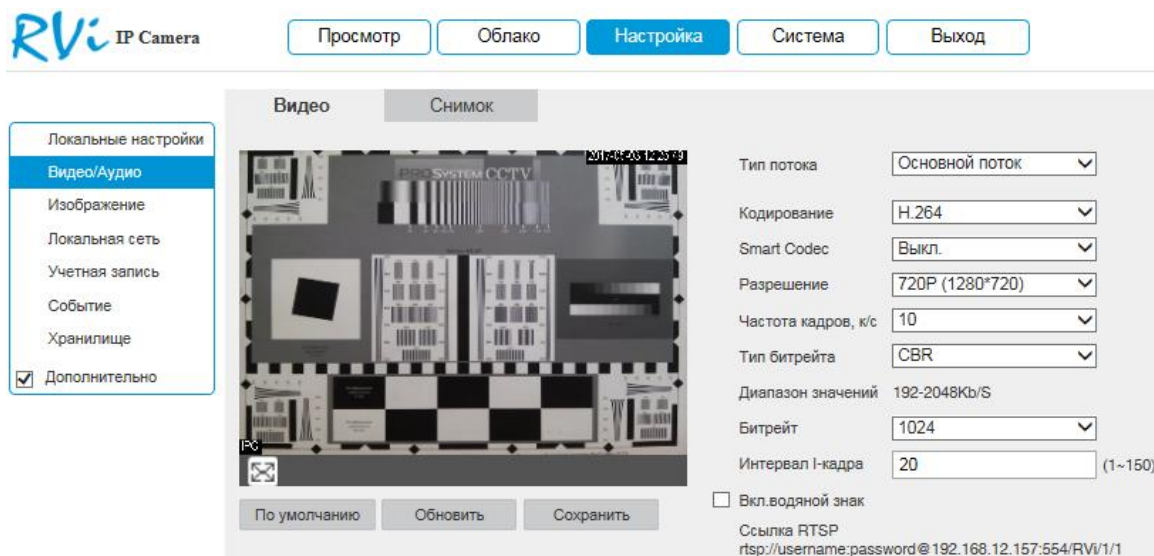 RVi IP Camera
Просмотр Облако Настройка Система Выход
Видео Снимок
Локальные настройки
Видео/Аудио
Изображение
Локальная сеть
Учетная запись
Событие
Хранилище
Дополнительно
PROSYSTEM CCTV
IPC
По умолчанию Обновить Сохранить
Тип потока Основной поток
Кодирование H.264
Smart Codec Выкл.
Разрешение 720P (1280*720)
Частота кадров, к/с 10
Тип битрейта CBR
Диапазон значений 192-2048Kb/S
Битрейт 1024
Интервал I-кадра 20 (1~150)
Вкл.водяной знак
Ссылка RTSP
rtsp://username:password@192.168.12.157:554/RVi/1/1